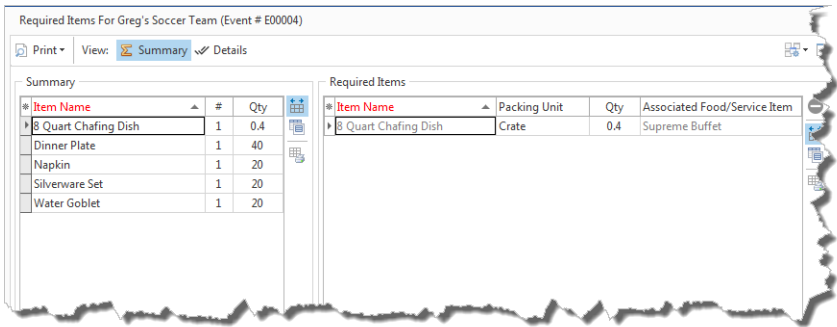 Required Items For Greg's Soccer Team (Event # E00004)
Print View: Summary Details
Summary
Item Name # Qty
8 Quart Chafing Dish 1 0.4
Dinner Plate 1 40
Napkin 1 20
Silverware Set 1 20
Water Goblet 1 20
Required Items
Item Name Packing Unit Qty Associated Food/Service Item
8 Quart Chafing Dish Crate 0.4 Supreme Buffet